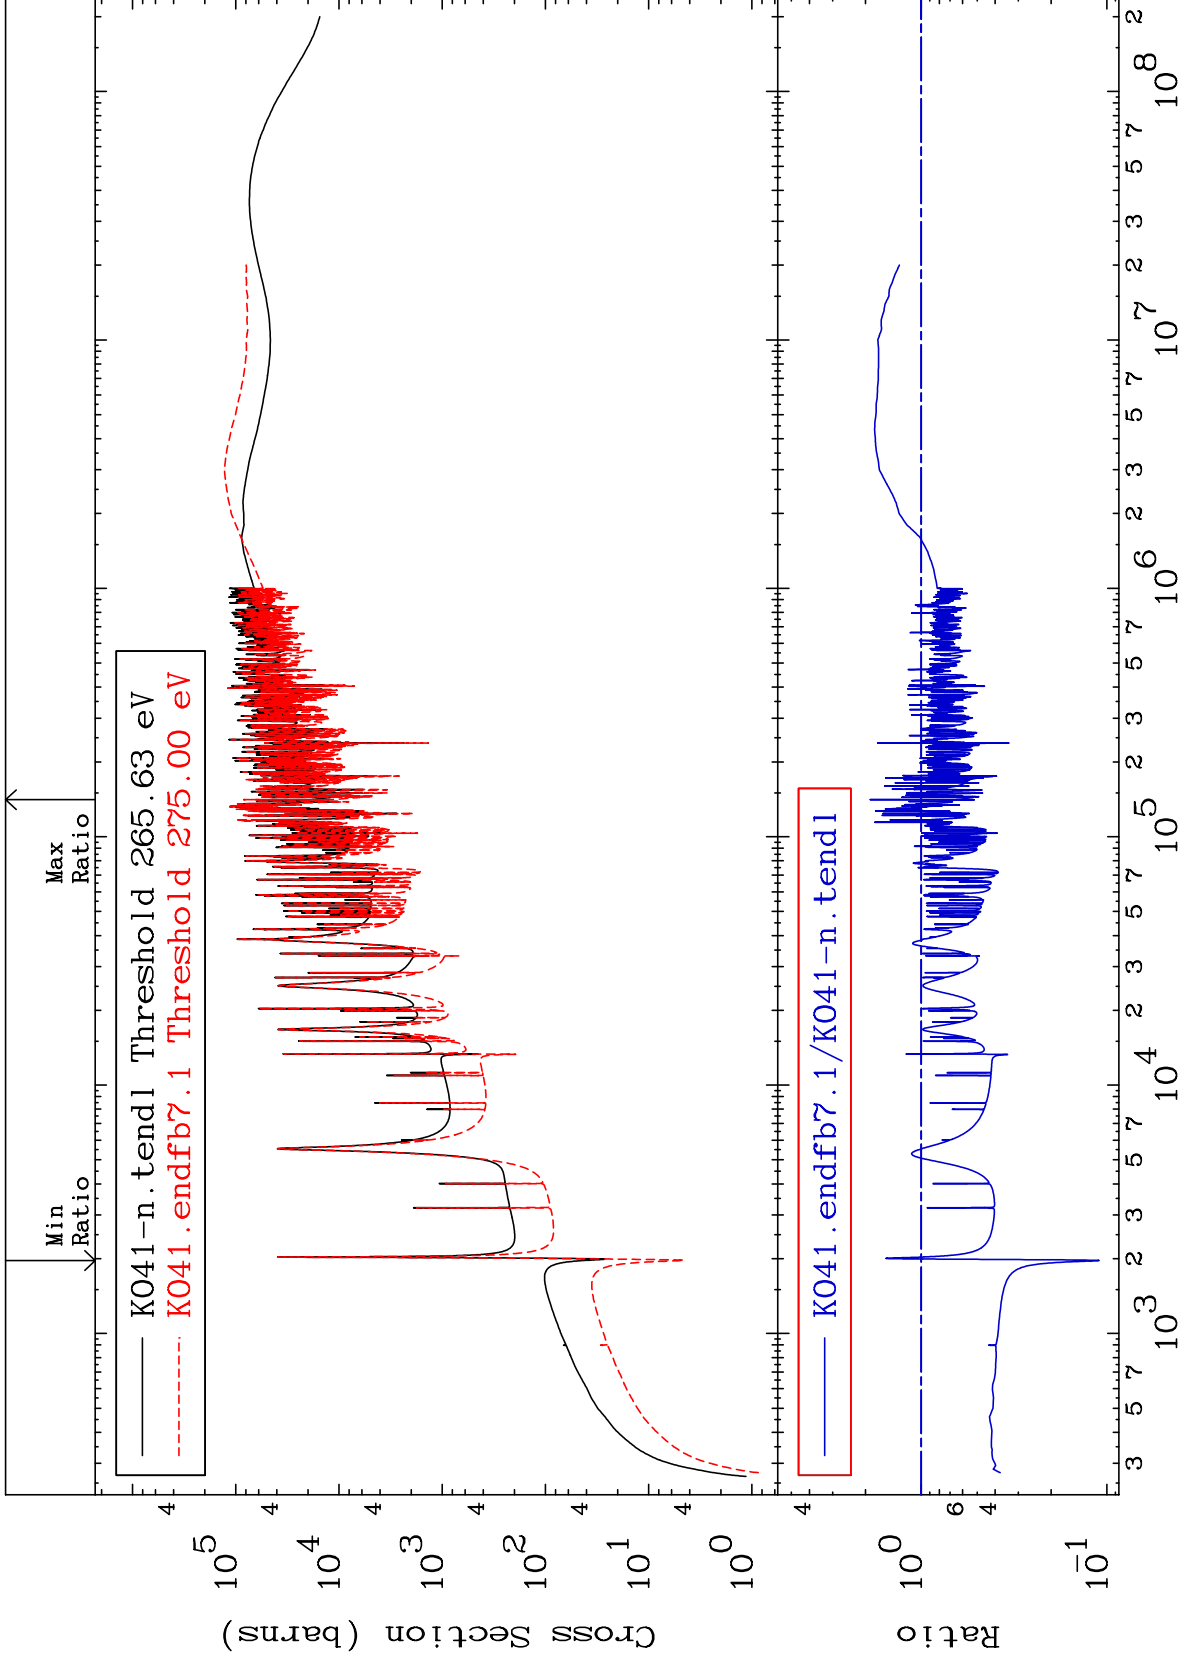 Min
Ratio
Max
Ratio
K041-n.tendl Threshold 265.63 eV
K041.endfb7.1 Threshold 275.00 eV
Cross Section (barns)
4
10^5
4
10^4
4
10^3
4
10^2
4
10^1
4
10^0
K041.endfb7.1/K041-n.tendl
Ratio
4
10^0
6
4
10^-1
3 5 7 10^3 2 3 5 7 10^4 2 3 5 7 10^5 2 3 5 7 10^6 2 3 5 7 10^7 2 3 5 7 10^8 2